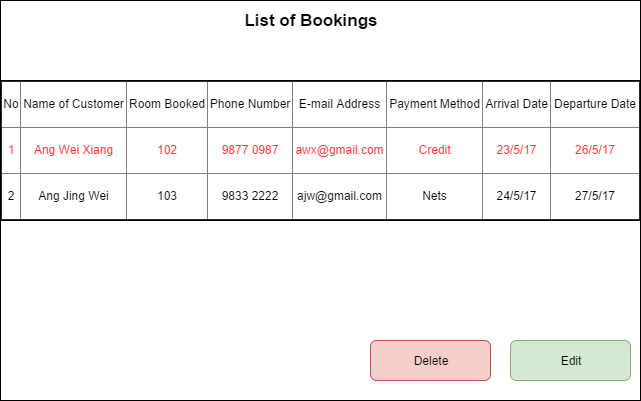 List of Bookings
No Name of Customer Room Booked Phone Number E-mail Address Payment Method Arrival Date Departure Date
1 Ang Wei Xiang 102 9877 0987 awx@gmail.com Credit 23/5/17 26/5/17
2 Ang Jing Wei 103 9833 2222 ajw@gmail.com Nets 24/5/17 27/5/17
Delete Edit